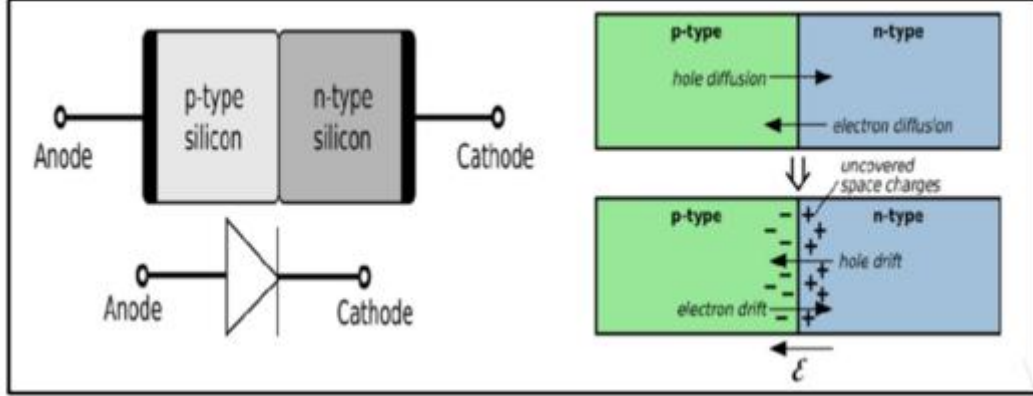 p-type
silicon
n-type
silicon
Anode
Cathode
Anode
Cathode
p-type
n-type
hole diffusion
electron diffusion
uncovered
space charges
p-type
n-type
hole drift
electron drift
ℰ